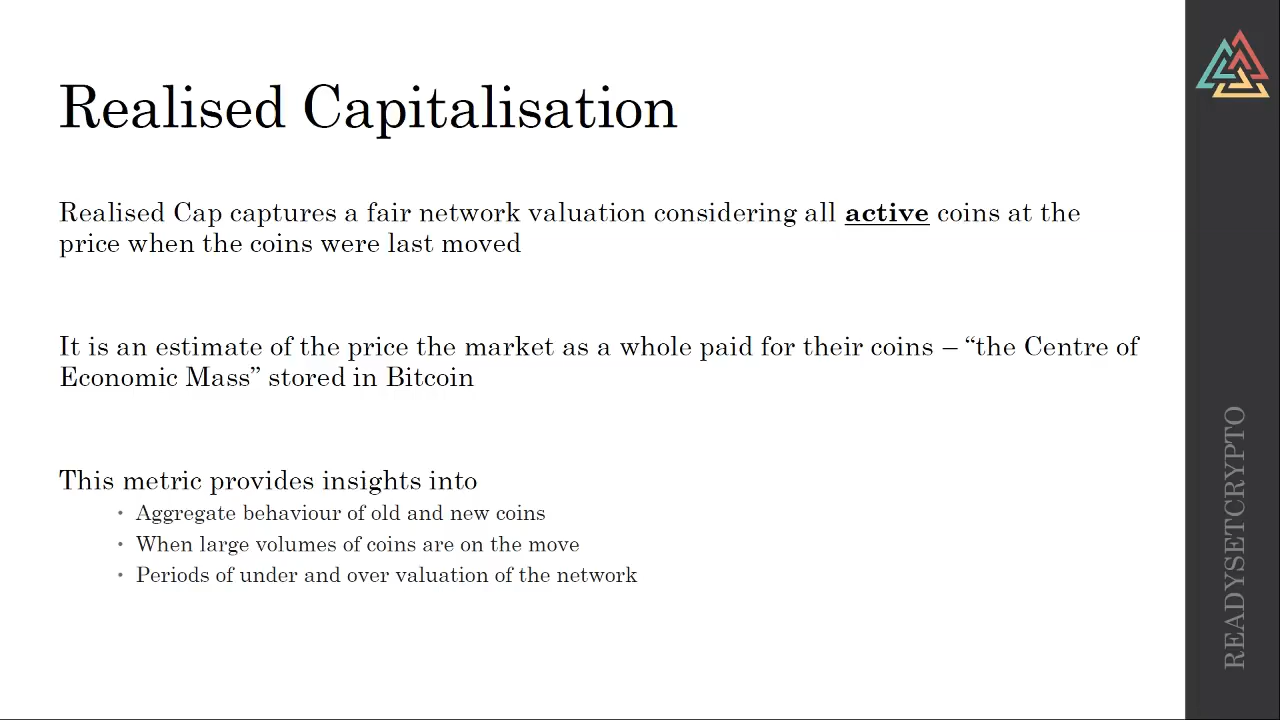 Realised Capitalisation
Realised Cap captures a fair network valuation considering all active coins at the
price when the coins were last moved
It is an estimate of the price the market as a whole paid for their coins – “the Centre of
Economic Mass” stored in Bitcoin
This metric provides insights into
• Aggregate behaviour of old and new coins
• When large volumes of coins are on the move
• Periods of under and over valuation of the network
READYSETCRYPTO